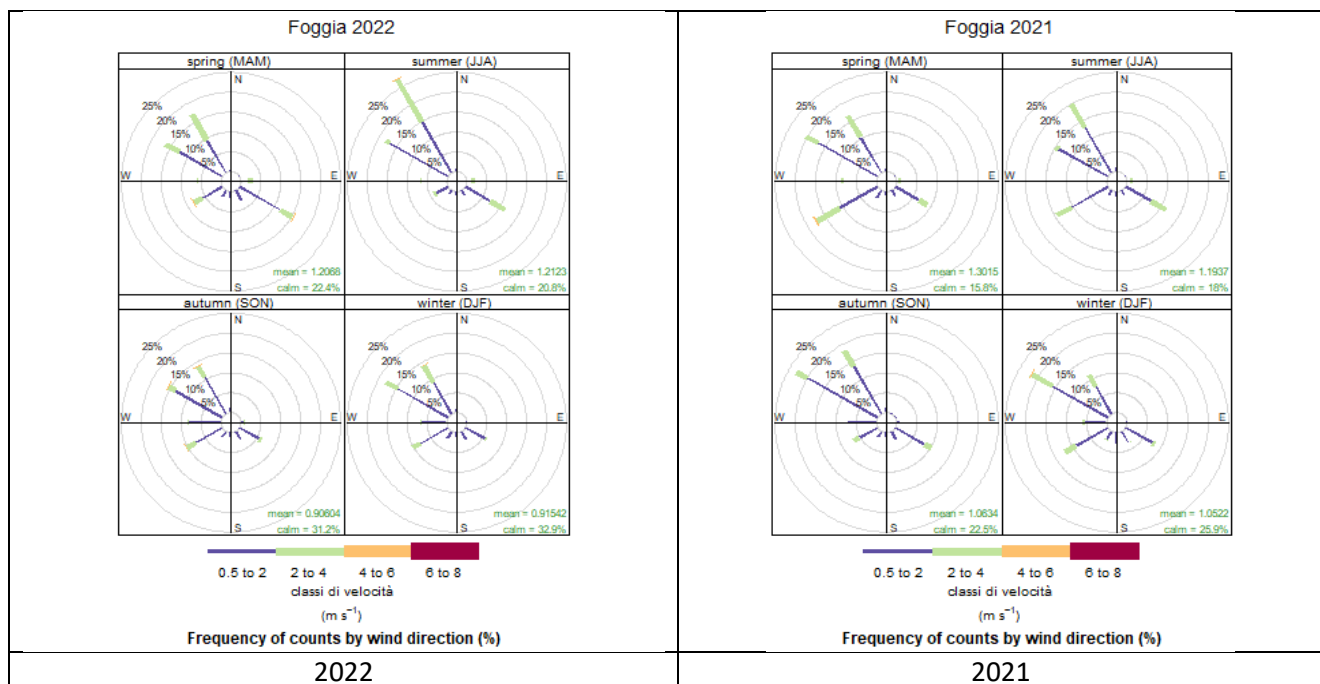 Foggia 2022
spring (MAM)
summer (JJA)
N
25%
20%
15%
10%
5%
W
E
S
mean = 1.2068
calm = 22.4%
N
25%
20%
15%
10%
5%
W
E
S
mean = 1.2123
calm = 20.8%
autumn (SON)
winter (DJF)
N
25%
20%
15%
10%
5%
W
E
S
mean = 0.90604
calm = 31.2%
N
25%
20%
15%
10%
5%
W
E
S
mean = 0.91542
calm = 32.9%
0.5 to 2 2 to 4 4 to 6 6 to 8
classi di velocità
(m s⁻¹)
Frequency of counts by wind direction (%)
2022
Foggia 2021
spring (MAM)
summer (JJA)
N
25%
20%
15%
10%
5%
W
E
S
mean = 1.3015
calm = 15.8%
N
25%
20%
15%
10%
5%
W
E
S
mean = 1.1937
calm = 18%
autumn (SON)
winter (DJF)
N
25%
20%
15%
10%
5%
W
E
S
mean = 1.0634
calm = 22.5%
N
25%
20%
15%
10%
5%
W
E
S
mean = 1.0522
calm = 25.9%
0.5 to 2 2 to 4 4 to 6 6 to 8
classi di velocità
(m s⁻¹)
Frequency of counts by wind direction (%)
2021